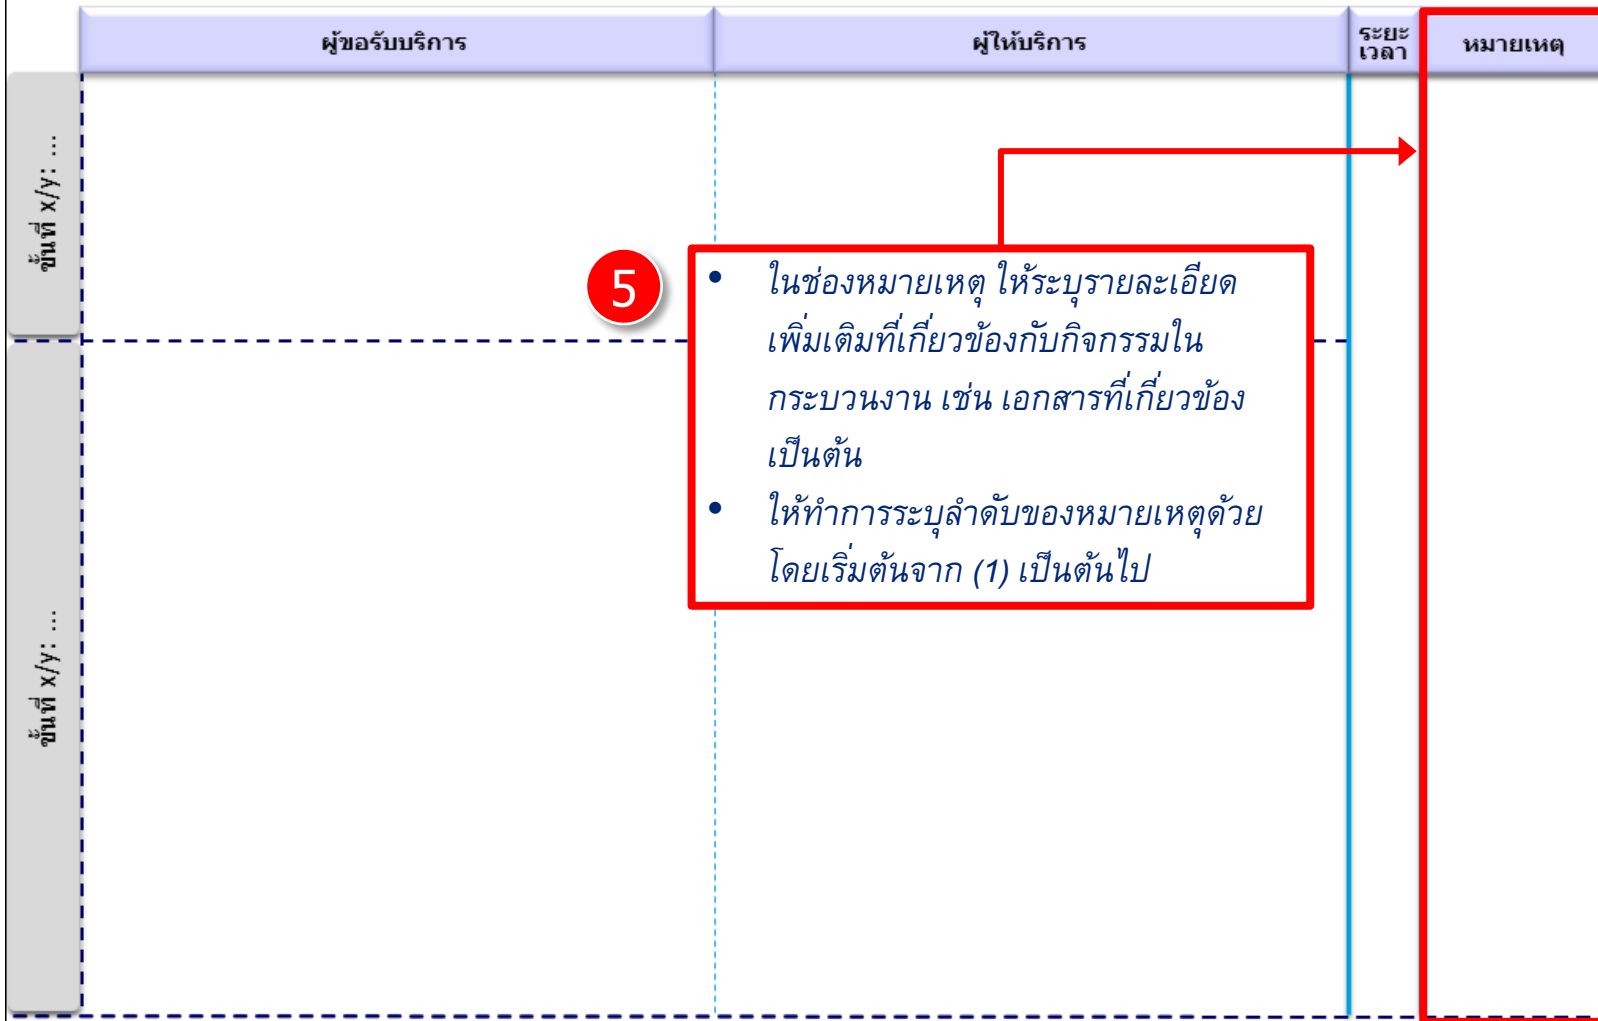 ผู้ขอรับบริการ
ผู้ให้บริการ
ระยะ
เวลา
หมายเหตุ
ขั้นที่ x/y: ...
5
• ในช่องหมายเหตุ ให้ระบุรายละเอียด
เพิ่มเติมที่เกี่ยวข้องกับกิจกรรมใน
กระบวนงาน เช่น เอกสารที่เกี่ยวข้อง
เป็นต้น
• ให้ทำการระบุลำดับของหมายเหตุด้วย
โดยเริ่มต้นจาก (1) เป็นต้นไป
ขั้นที่ x/y: ...